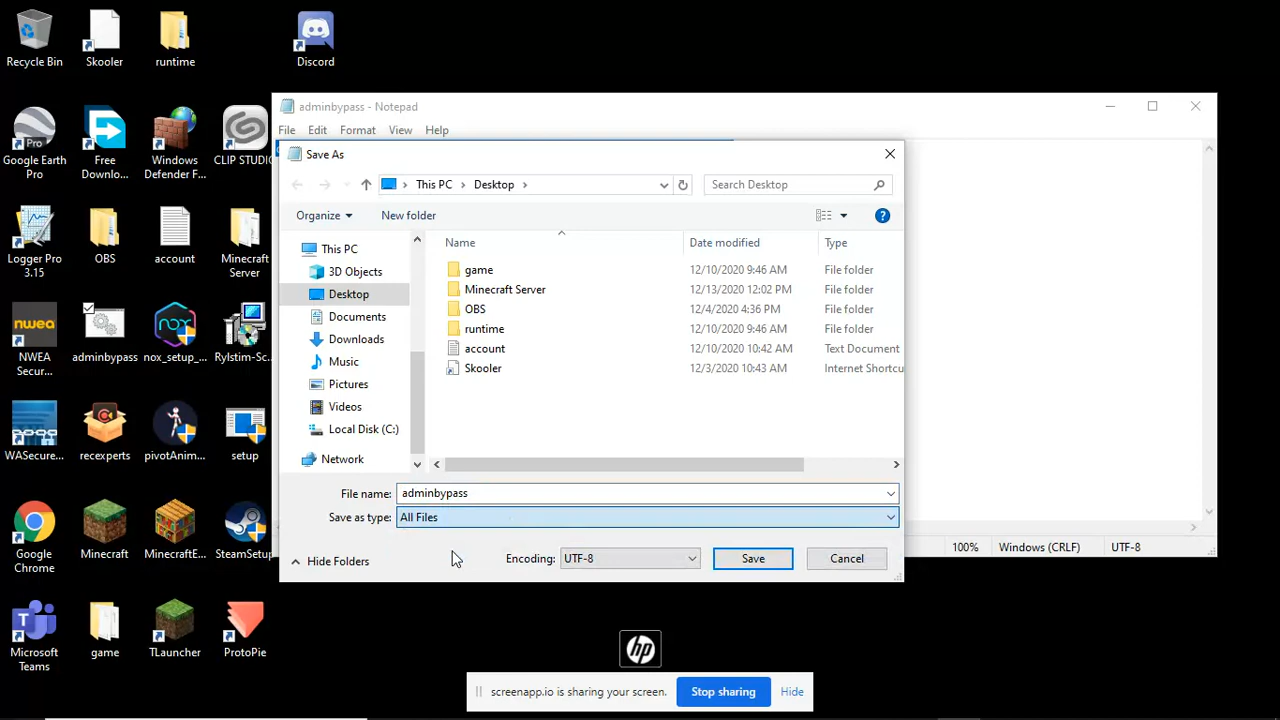 Recycle Bin
Skooler
runtime
Discord
Google Earth
Pro
Pro
Free
Downlo...
Windows
Defender F...
CLIP STUDI
Logger Pro
3.15
OBS
account
Minecraft
Server
nwea
NWEA
Secur...
adminbypass
nox
nox_setup_...
Rylstim-Sc...
WASecure...
recexperts
pivotAnim...
setup
Google
Chrome
Minecraft
MinecraftE...
SteamSetup
Microsoft
Teams
game
TLauncher
ProtoPie
adminbypass - Notepad
File Edit Format View Help
Save As
This PC > Desktop >
Search Desktop
Organize
New folder
This PC
3D Objects
Desktop
Documents
Downloads
Music
Pictures
Videos
Local Disk (C:)
Network
Name Date modified Type
game 12/10/2020 9:46 AM File folder
Minecraft Server 12/13/2020 12:02 PM File folder
OBS 12/4/2020 4:36 PM File folder
runtime 12/10/2020 9:46 AM File folder
account 12/10/2020 10:42 AM Text Document
Skooler 12/3/2020 10:43 AM Internet Shortcu
File name: adminbypass
Save as type: All Files
Hide Folders
Encoding: UTF-8
Save
Cancel
100% Windows (CRLF) UTF-8
hp
screenapp.io is sharing your screen.
Stop sharing
Hide